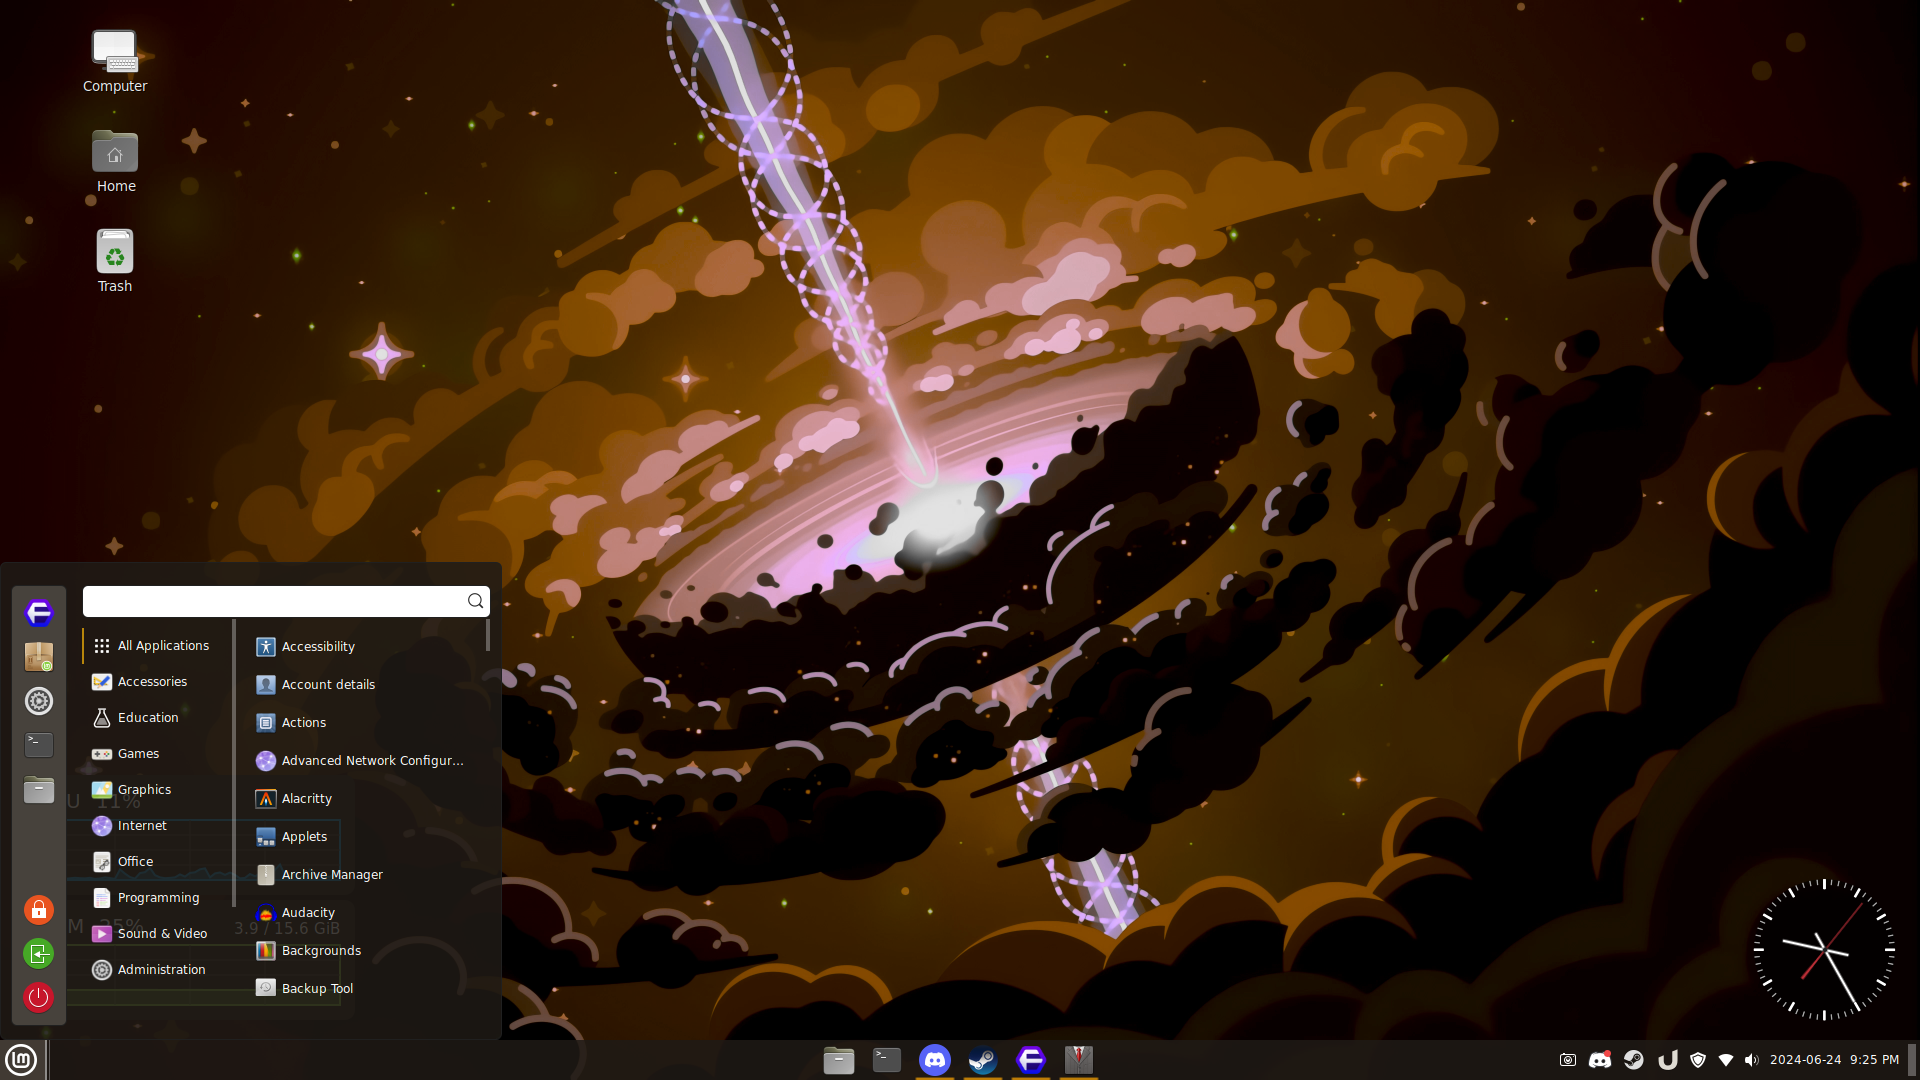 Computer
Home
Trash
All Applications
Accessories
Education
Games
Graphics
Internet
Office
Programming
Sound & Video
Administration
Accessibility
Account details
Actions
Advanced Network Configur...
Alacritty
Applets
Archive Manager
Audacity
Backgrounds
Backup Tool
U 11%
M 25%
3.9 / 15.6 GiB
2024-06-24 9:25 PM